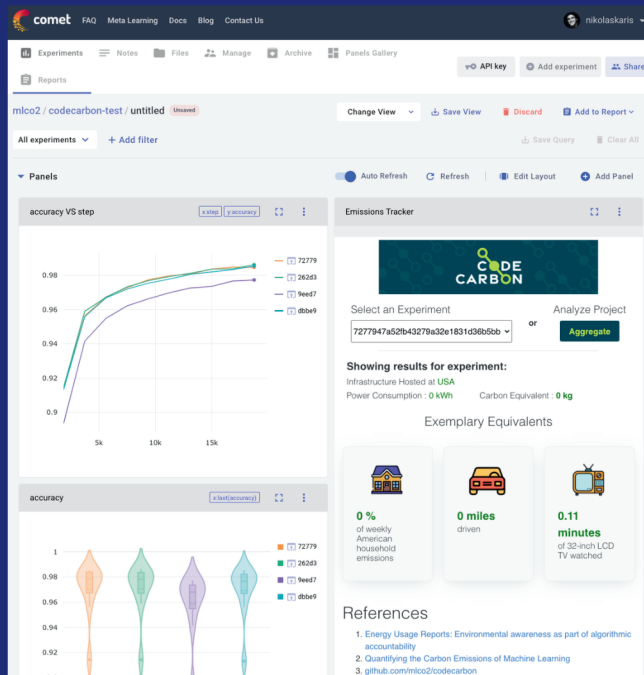 comet FAQ Meta Learning Docs Blog Contact Us nikolaskaris
Experiments Notes Files Manage Archive Panels Gallery
Reports
API key Add experiment Share
mlco2 / codecarbon-test / untitled Unsaved
Change View Save View Discard Add to Report
All experiments + Add filter
Save Query Clear All
Panels
Auto Refresh Refresh Edit Layout Add Panel
accuracy VS step x:step y:accuracy
0.98
0.96
0.94
0.92
0.9
5k 10k 15k
72779
262d3
9eed7
dbbe9
accuracy x:last(accuracy)
1
0.98
0.96
0.94
0.92
72779
262d3
9eed7
dbbe9
Emissions Tracker
CODE
CARBON
Select an Experiment or Analyze Project
7277947a52fb43279a32e1831d36b5bb Aggregate
Showing results for experiment:
Infrastructure Hosted at USA
Power Consumption : 0 kWh Carbon Equivalent : 0 kg
Exemplary Equivalents
0 %
of weekly
American
household
emissions
0 miles
driven
0.11
minutes
of 32-inch LCD
TV watched
References
1. Energy Usage Reports: Environmental awareness as part of algorithmic
accountability
2. Quantifying the Carbon Emissions of Machine Learning
3. github.com/mlco2/codecarbon